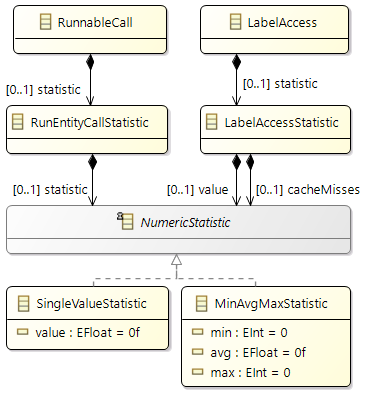 RunnableCall
LabelAccess
[0..1] statistic
[0..1] statistic
RunEntityCallStatistic
LabelAccessStatistic
[0..1] statistic
[0..1] value
[0..1] cacheMisses
NumericStatistic
SingleValueStatistic
value : EFloat = 0f
MinAvgMaxStatistic
min : EInt = 0
avg : EFloat = 0f
max : EInt = 0